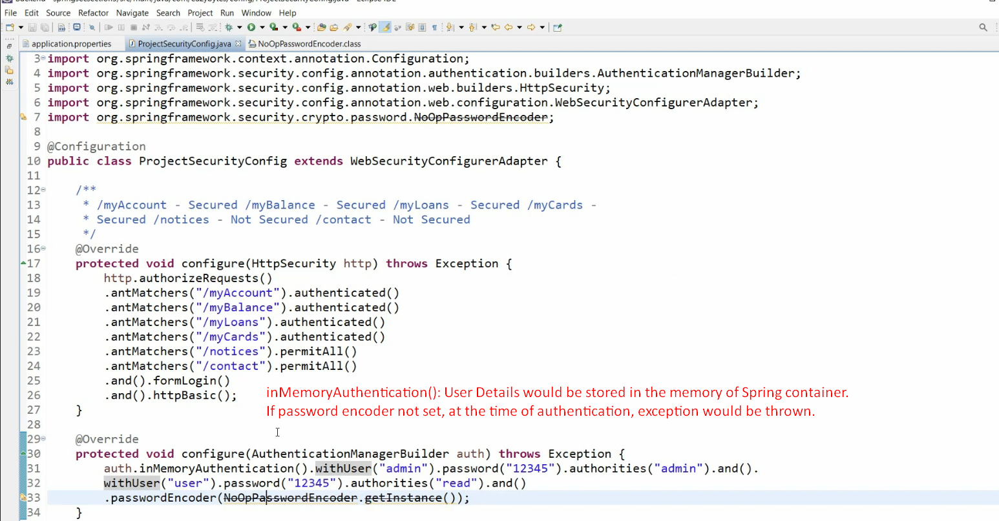 File Edit Source Refactor Navigate Search Project Run Window Help
application.properties ProjectSecurityConfig.java NoOpPasswordEncoder.class
3 import org.springframework.context.annotation.Configuration;
4 import org.springframework.security.config.annotation.authentication.builders.AuthenticationManagerBuilder;
5 import org.springframework.security.config.annotation.web.builders.HttpSecurity;
6 import org.springframework.security.config.annotation.web.configuration.WebSecurityConfigurerAdapter;
7 import org.springframework.security.crypto.password.NoOpPasswordEncoder;
8
9 @Configuration
10 public class ProjectSecurityConfig extends WebSecurityConfigurerAdapter {
11
12 /**
13 * /myAccount - Secured /myBalance - Secured /myLoans - Secured /myCards -
14 * Secured /notices - Not Secured /contact - Not Secured
15 */
16 @Override
17 protected void configure(HttpSecurity http) throws Exception {
18 http.authorizeRequests()
19 .antMatchers("/myAccount").authenticated()
20 .antMatchers("/myBalance").authenticated()
21 .antMatchers("/myLoans").authenticated()
22 .antMatchers("/myCards").authenticated()
23 .antMatchers("/notices").permitAll()
24 .antMatchers("/contact").permitAll()
25 .and().formLogin()
26 .and().httpBasic();
inMemoryAuthentication(): User Details would be stored in the memory of Spring container.
27 }
If password encoder not set, at the time of authentication, exception would be thrown.
28
29 @Override
30 protected void configure(AuthenticationManagerBuilder auth) throws Exception {
31 auth.inMemoryAuthentication().withUser("admin").password("12345").authorities("admin").and().
32 withUser("user").password("12345").authorities("read").and()
33 .passwordEncoder(NoOpPasswordEncoder.getInstance());
34 }